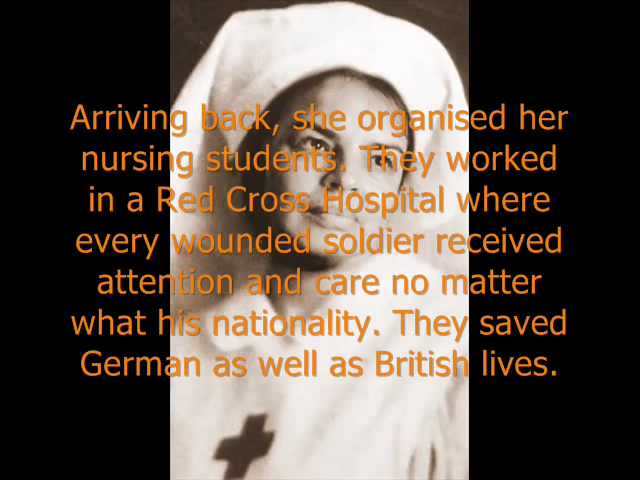 Arriving back, she organised her
nursing students. They worked
in a Red Cross Hospital where
every wounded soldier received
attention and care no matter
what his nationality. They saved
German as well as British lives.